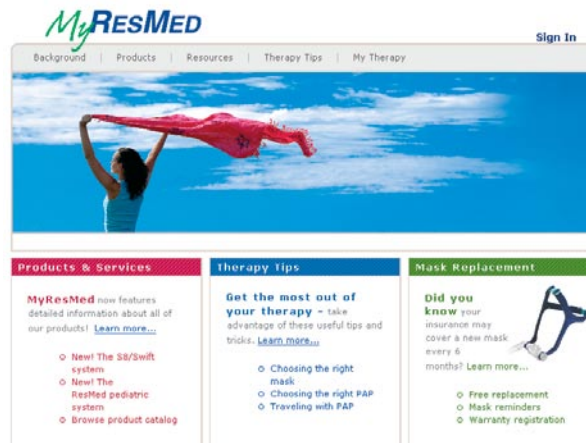 MyResMed
Sign In
Background | Products | Resources | Therapy Tips | My Therapy
Products & Services
MyResMed now features
detailed information about all of
our products! Learn more...
New! The S8/Swift
system
New! The
ResMed pediatric
system
Browse product catalog
Therapy Tips
Get the most out of
your therapy – take
advantage of these useful tips and
tricks. Learn more...
Choosing the right
mask
Choosing the right PAP
Traveling with PAP
Mask Replacement
Did you
know your
insurance may
cover a new mask
every 6
months? Learn more...
Free replacement
Mask reminders
Warranty registration